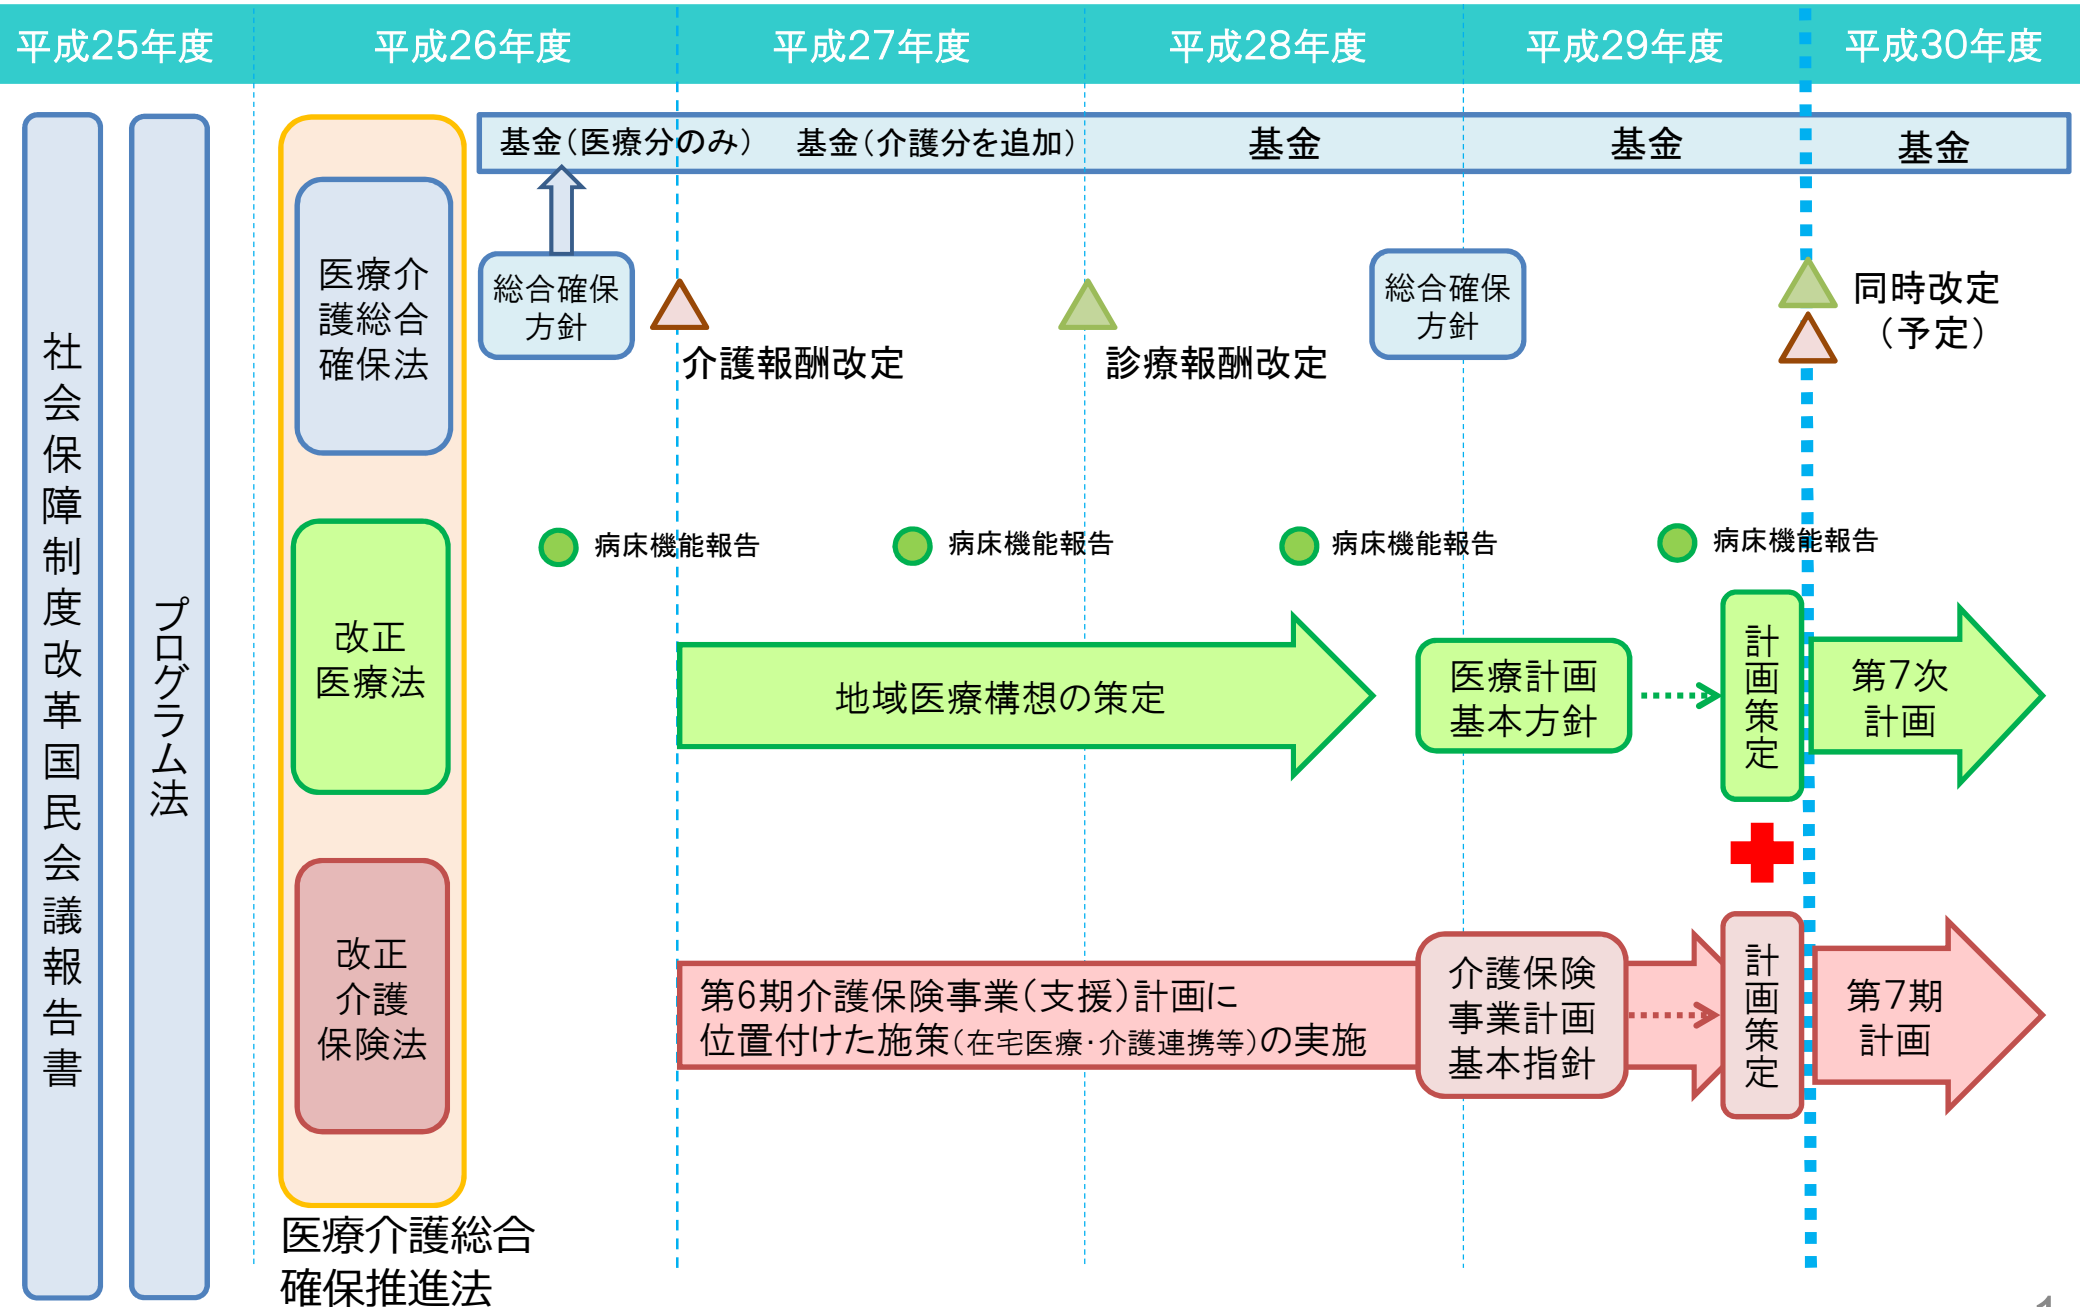 平成25年度
平成26年度
平成27年度
平成28年度
平成29年度
平成30年度
社会保障制度改革国民会議報告書
プログラム法
医療介
護総合
確保法
改正
医療法
改正
介護
保険法
医療介護総合
確保推進法
基金（医療分のみ）
基金（介護分を追加）
基金
基金
基金
総合確保
方針
介護報酬改定
診療報酬改定
総合確保
方針
同時改定
（予定）
病床機能報告
病床機能報告
病床機能報告
病床機能報告
地域医療構想の策定
医療計画
基本方針
計画策定
第7次
計画
第6期介護保険事業（支援）計画に
位置付けた施策（在宅医療・介護連携等）の実施
介護保険
事業計画
基本指針
計画策定
第7期
計画
1